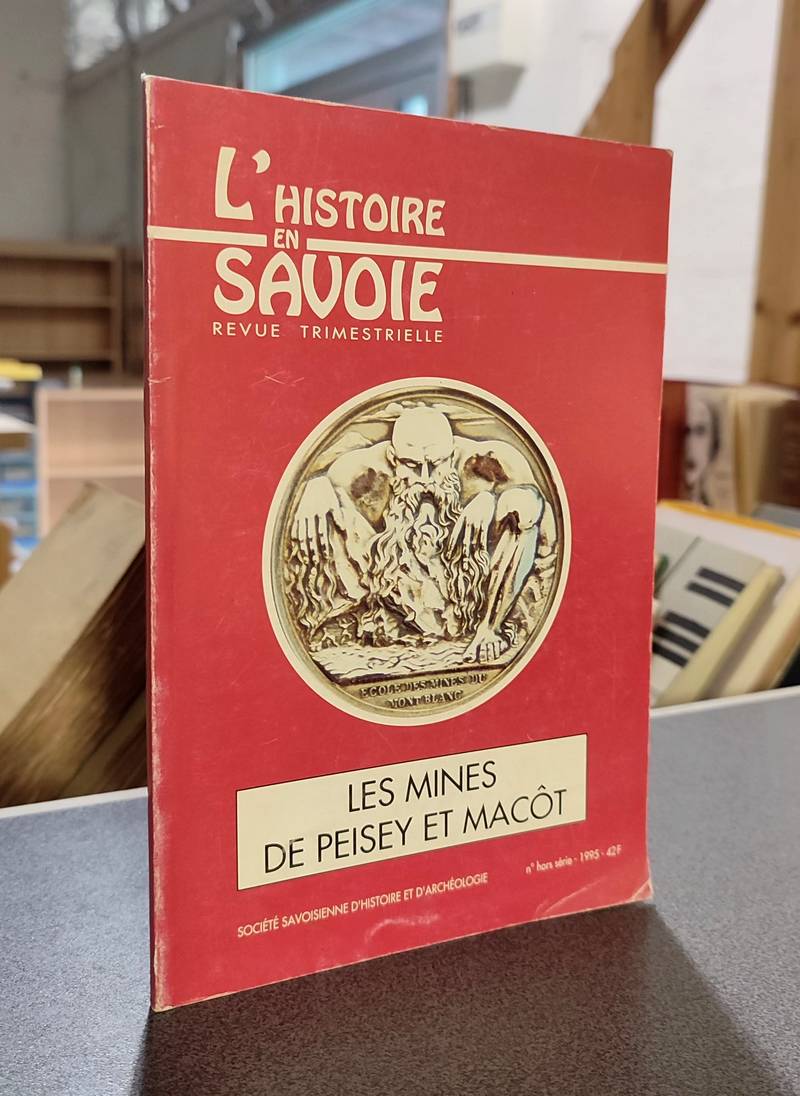 L'HISTOIRE
EN
SAVOIE
REVUE TRIMESTRIELLE
ECOLE DES MINES DU
MONT BLANC
LES MINES
DE PEISEY ET MACÔT
n° hors série - 1995 - 42 F
SOCIÉTÉ SAVOISIENNE D'HISTOIRE ET D'ARCHÉOLOGIE